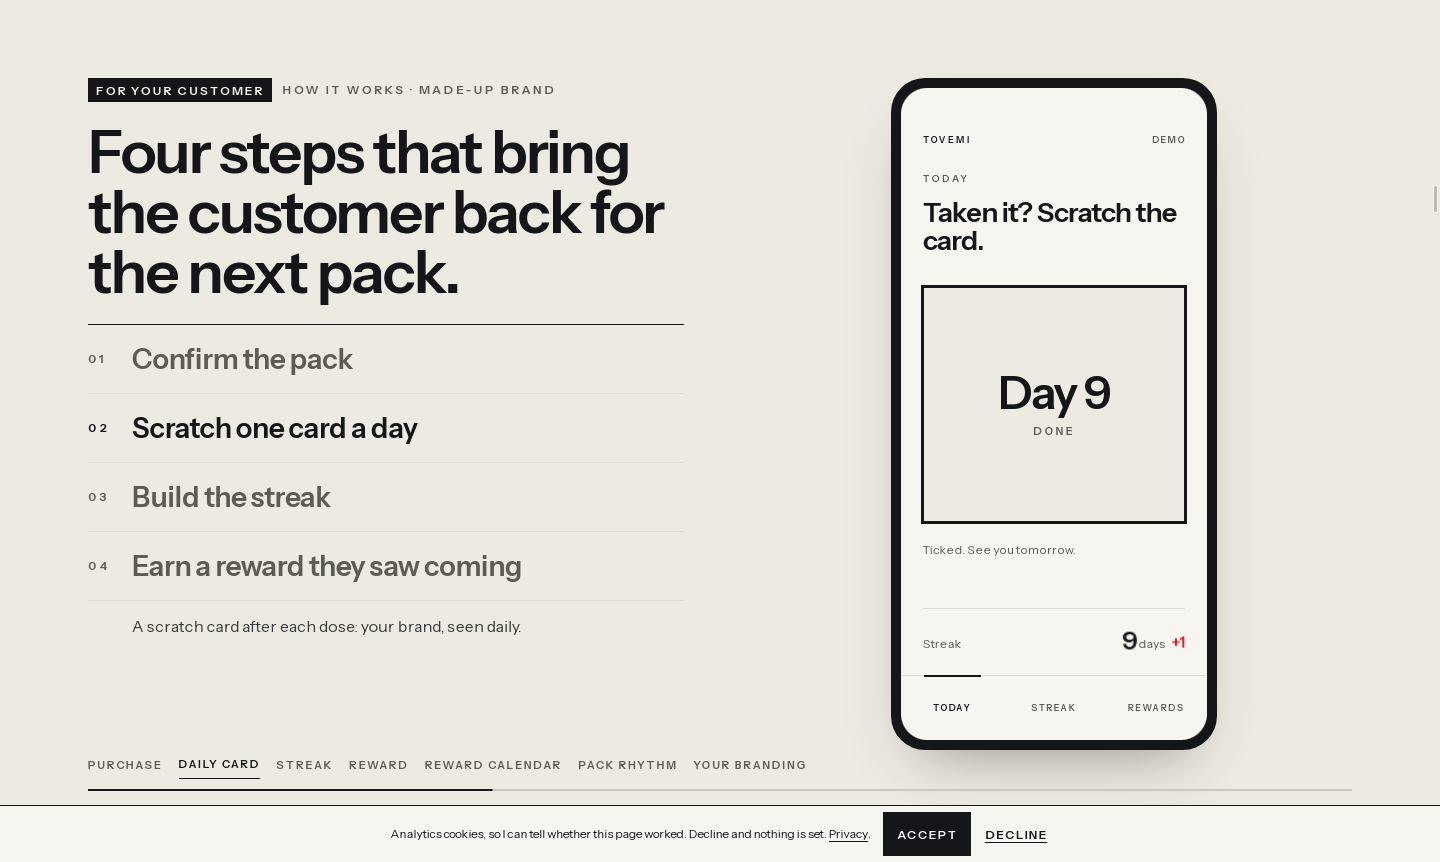 FOR YOUR CUSTOMER HOW IT WORKS · MADE-UP BRAND
Four steps that bring
the customer back for
the next pack.
01 Confirm the pack
02 Scratch one card a day
03 Build the streak
04 Earn a reward they saw coming
A scratch card after each dose: your brand, seen daily.
TOVEMI DEMO
TODAY
Taken it? Scratch the
card.
Day 9
DONE
Ticked. See you tomorrow.
Streak 9 days +1
TODAY STREAK REWARDS
PURCHASE DAILY CARD STREAK REWARD REWARD CALENDAR PACK RHYTHM YOUR BRANDING
Analytics cookies, so I can tell whether this page worked. Decline and nothing is set. Privacy. ACCEPT DECLINE